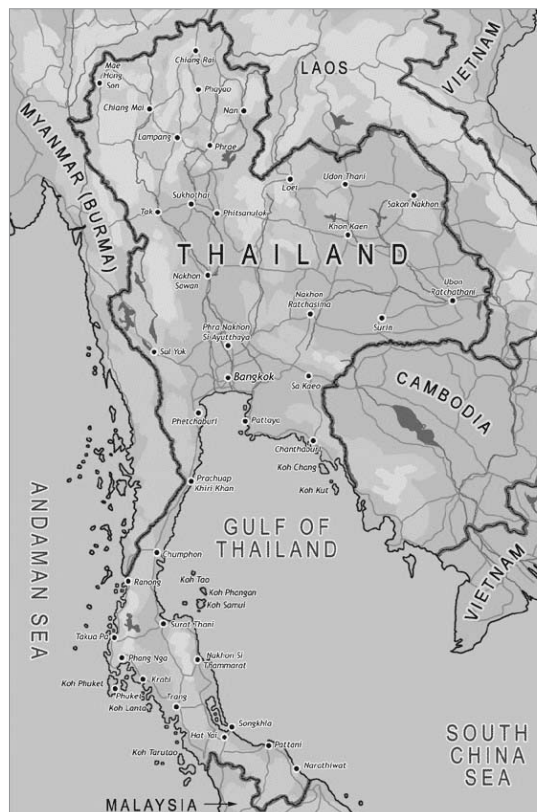 Chiang Rai
Mae
Hong
Son
LAOS
VIETNAM
Phayao
Chiang Mai
Nan
MYANMAR (BURMA)
Lampang
Phrae
Loei
Udon Thani
Sakon Nakhon
Sukhothai
Tak
Phitsanulok
Khon Kaen
THAILAND
Nakhon
Sawan
Ubon
Ratchathani
Nakhon
Ratchasima
Surin
Phra Nakhon
Si Ayutthaya
Sai Yok
Bangkok
Sa Kaeo
CAMBODIA
Phetchaburi
Pattaya
Chanthaburi
Koh Chang
Koh Kut
Prachuap
Khiri Khan
ANDAMAN SEA
GULF OF
THAILAND
Chumphon
VIETNAM
Ranong
Koh Tao
Koh Phangan
Koh Samui
Surat Thani
Takua Pa
Phang Nga
Nakhon Si
Thammarat
Koh Phuket
Phuket
Krabi
Koh Lanta
Trang
Songkhla
Hat Yai
Pattani
Koh Tarutao
Narathiwat
SOUTH
CHINA
SEA
MALAYSIA